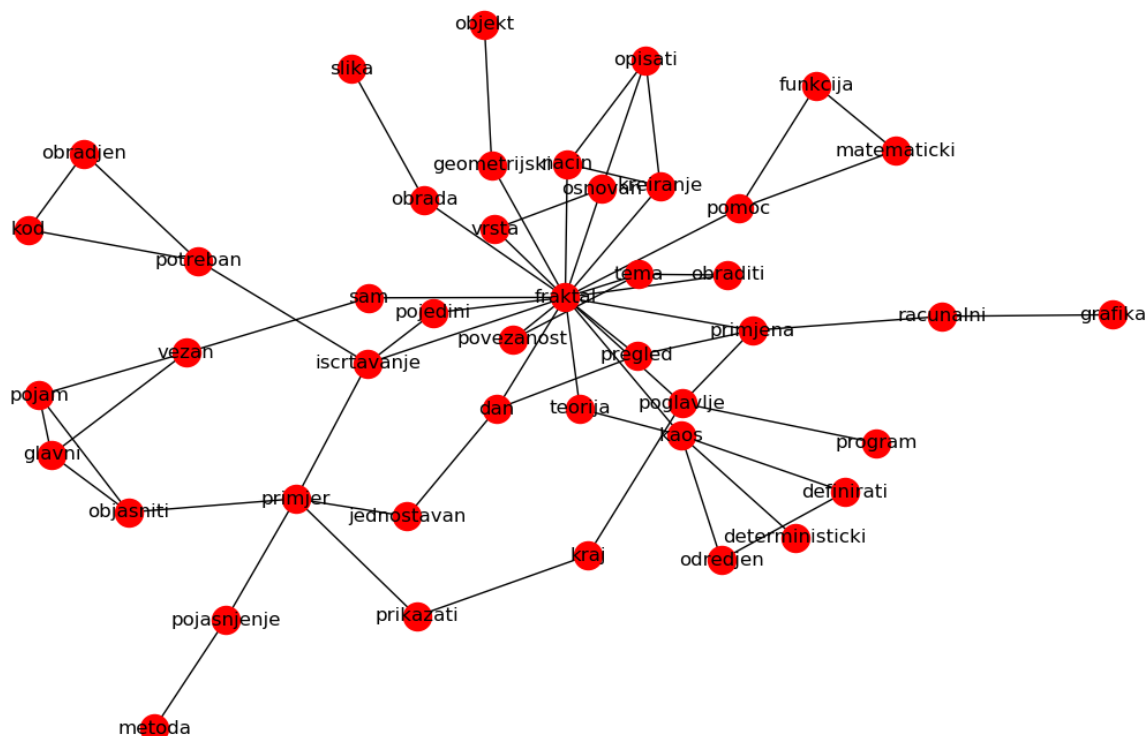 objekt
opisati
slika
funkcija
obradjen
matematicki
geometrijski
nacin
kreiranje
osnovan
obrada
pomoc
kod
vrsta
potreban
tema
obraditi
sam
fraktal
pojedini
racunalni
grafika
povezanost
primjena
vezan
iscrtavanje
pregled
pojam
dan
teorija
poglavlje
kaos
program
glavni
definirati
primjer
objasniti
jednostavan
deterministicki
kraj
odredjen
pojasnjenje
prikazati
metoda